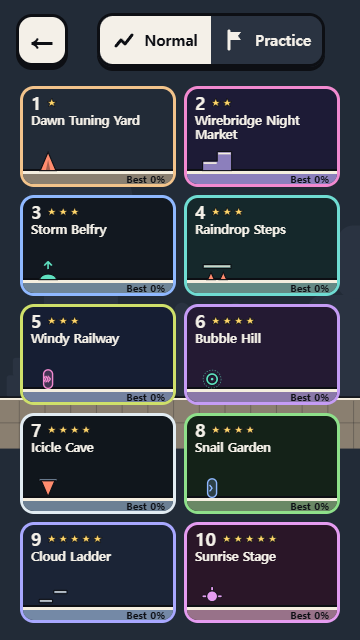 Normal
Practice
1
Dawn Tuning Yard
Best 0%
2
Wirebridge Night
Market
Best 0%
3
Storm Belfry
Best 0%
4
Raindrop Steps
Best 0%
5
Windy Railway
Best 0%
6
Bubble Hill
Best 0%
7
Icicle Cave
Best 0%
8
Snail Garden
Best 0%
9
Cloud Ladder
Best 0%
10
Sunrise Stage
Best 0%